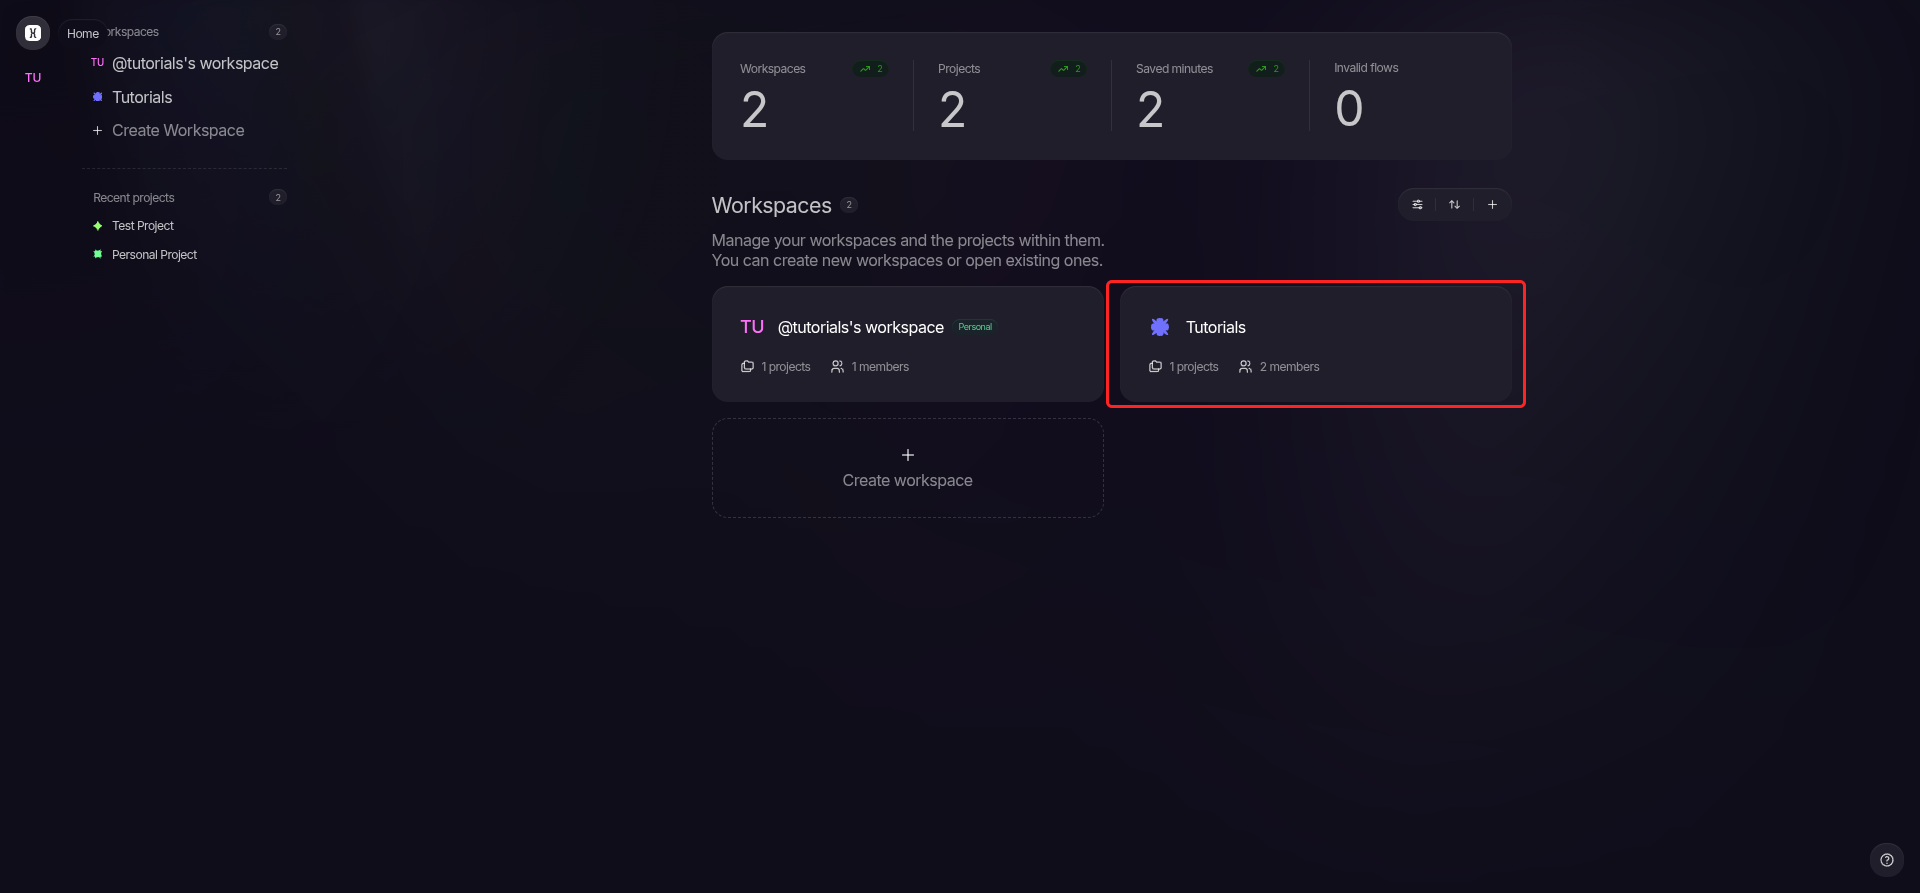 Home
orkspaces
2
TU
@tutorials's workspace
TU
Tutorials
Create Workspace
Recent projects
2
Test Project
Personal Project
Workspaces
2
2
Projects
2
2
Saved minutes
2
2
Invalid flows
0
Workspaces
2
Manage your workspaces and the projects within them.
You can create new workspaces or open existing ones.
TU
@tutorials's workspace
Personal
1 projects
1 members
Tutorials
1 projects
2 members
Create workspace